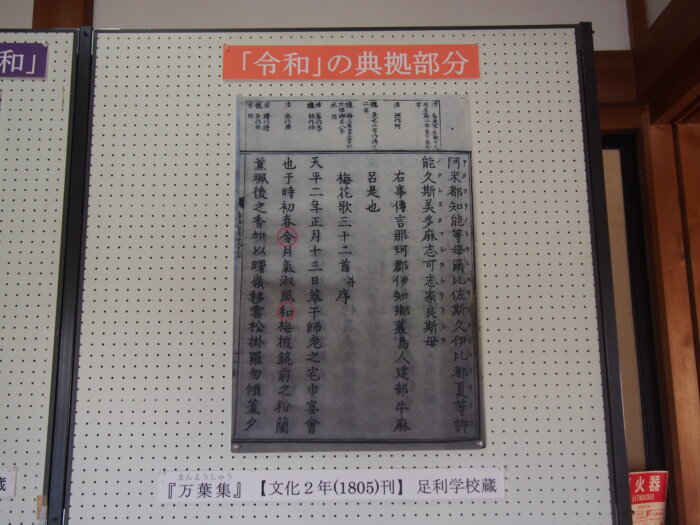 和」
「令和」の典拠部分
阿米都知能等母爾比佐斯久伊比都夏等許
能久斯美多麻志可志家良斯母
右事傳言那珂郡伊知郷蓑島人建部牛麻
呂是也
梅花歌三十二首并序
天平二年正月十三日萃于師老之宅申宴會
也于時初春令月氣淑風和梅披鏡前之粉蘭
薫珮後之香加以曙嶺移雲松掛羅而傾蓋夕
まんようしゅう
『万葉集』【文化2年(1805)刊】 足利学校蔵
蔵
火器
EXTINGUISHER